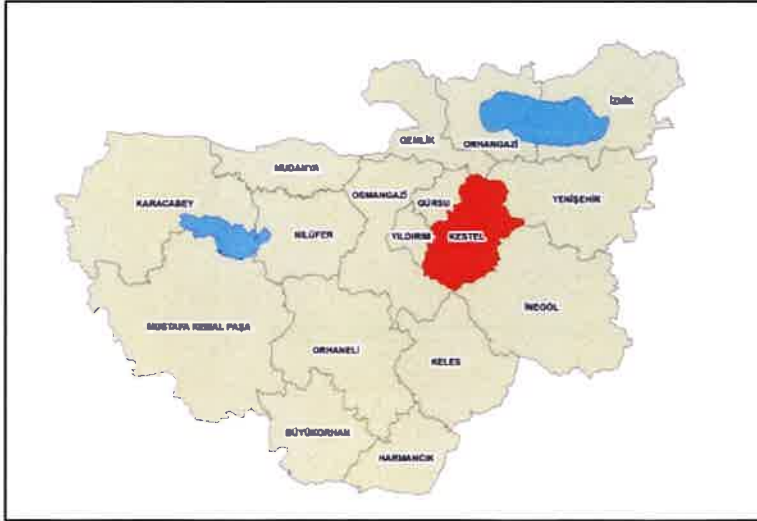 İZNİK
GEMLİK
ORHANGAZİ
MUDANYA
OSMANGAZİ
GÜRSU
YENİŞEHİR
KARACABEY
NİLÜFER
YILDIRIM
KESTEL
İNEGÖL
MUSTAFA KEMAL PAŞA
ORHANELİ
KELES
BÜYÜKORHAN
HARMANCIK